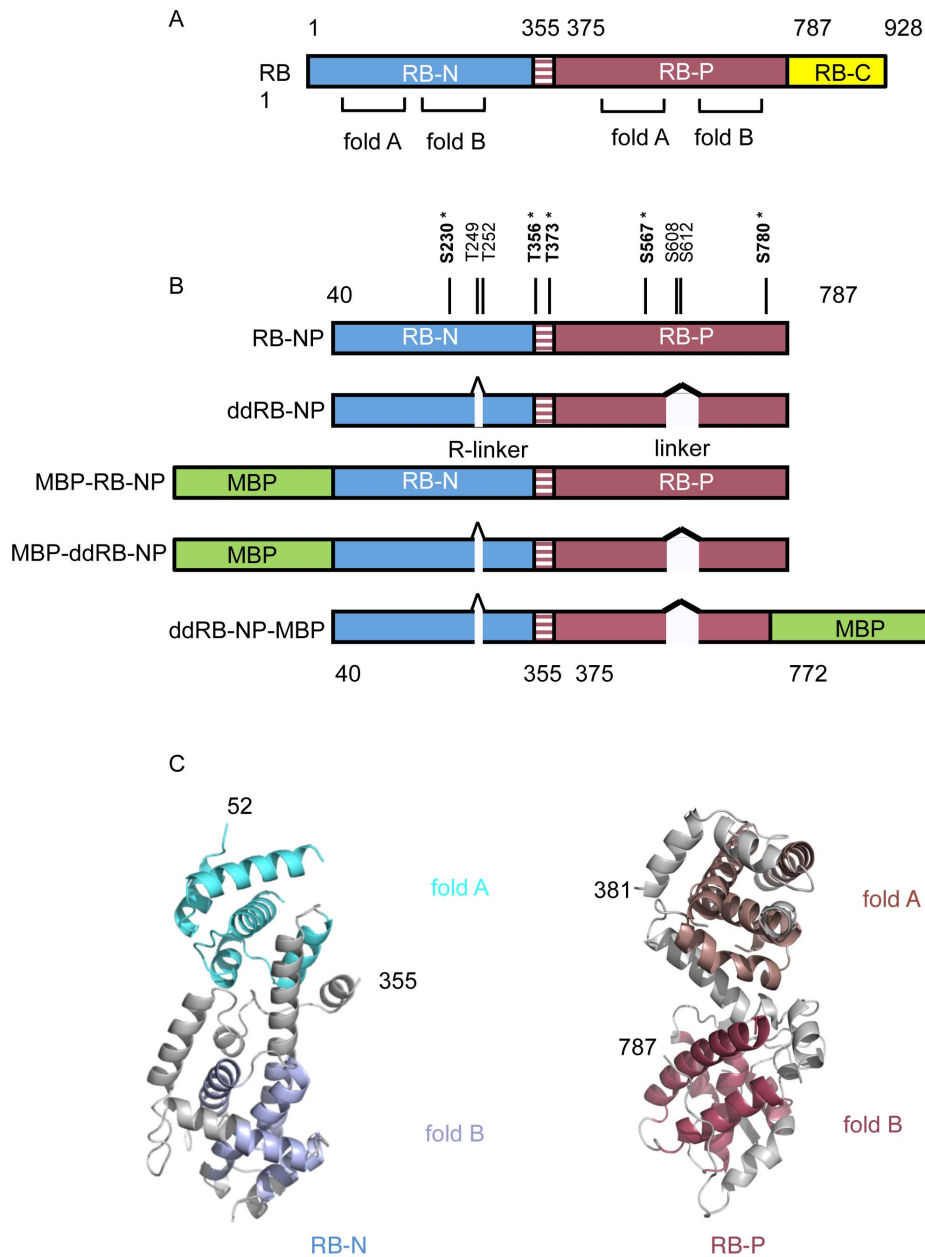 A
1 355 375 787 928
RB
1
RB-N RB-P RB-C
fold A fold B fold A fold B
S230 * T249 T252 T356 * T373 * S567 * S608 S612 S780 *
B
40 787
RB-NP RB-N RB-P
ddRB-NP
R-linker linker
MBP-RB-NP MBP RB-N RB-P
MBP-ddRB-NP MBP
ddRB-NP-MBP MBP
40 355 375 772
C
52
fold A
381
fold A
355
787
fold B
fold B
RB-N RB-P